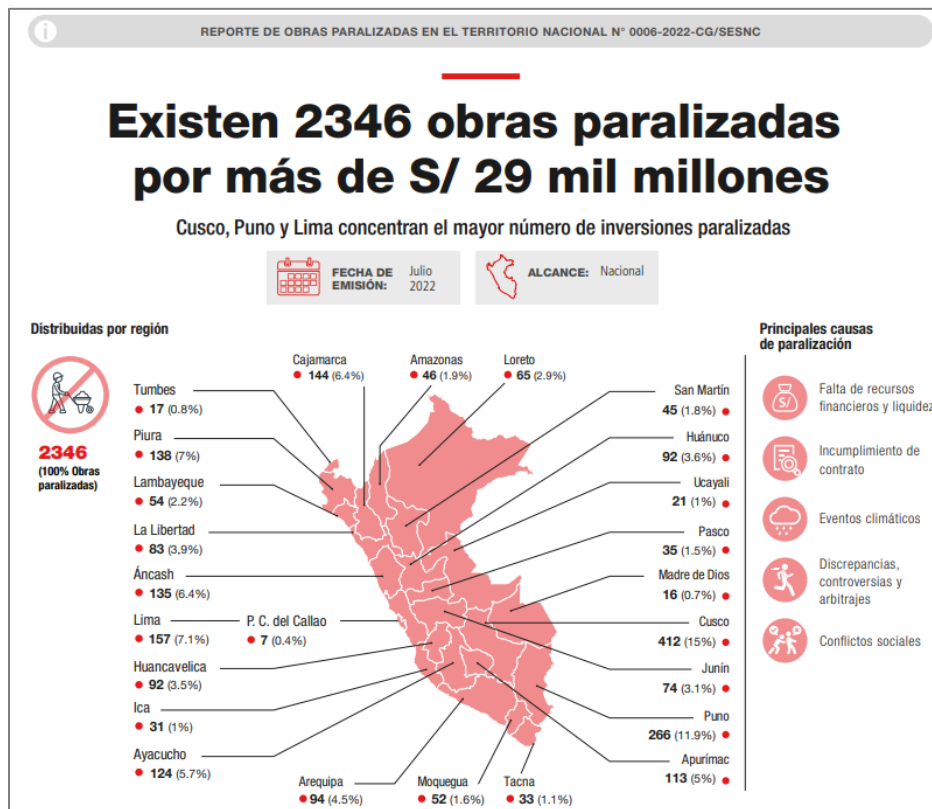 REPORTE DE OBRAS PARALIZADAS EN EL TERRITORIO NACIONAL N° 0006-2022-CG/SESNC
Existen 2346 obras paralizadas
por más de S/ 29 mil millones
Cusco, Puno y Lima concentran el mayor número de inversiones paralizadas
FECHA DE
EMISIÓN:
Julio
2022
ALCANCE: Nacional
Distribuidas por región
2346
(100% Obras
paralizadas)
Cajamarca
144 (6.4%)
Amazonas
46 (1.9%)
Loreto
65 (2.9%)
Tumbes
17 (0.8%)
Piura
138 (7%)
Lambayeque
54 (2.2%)
La Libertad
83 (3.9%)
Áncash
135 (6.4%)
Lima
157 (7.1%)
P. C. del Callao
7 (0.4%)
Huancavelica
92 (3.5%)
Ica
31 (1%)
Ayacucho
124 (5.7%)
Arequipa
94 (4.5%)
Moquegua
52 (1.6%)
Tacna
33 (1.1%)
San Martín
45 (1.8%)
Huánuco
92 (3.6%)
Ucayali
21 (1%)
Pasco
35 (1.5%)
Madre de Dios
16 (0.7%)
Cusco
412 (15%)
Junín
74 (3.1%)
Puno
266 (11.9%)
Apurímac
113 (5%)
Principales causas
de paralización
S/
Falta de recursos
financieros y liquidez
Incumplimiento de
contrato
Eventos climáticos
Discrepancias,
controversias y
arbitrajes
Conflictos sociales